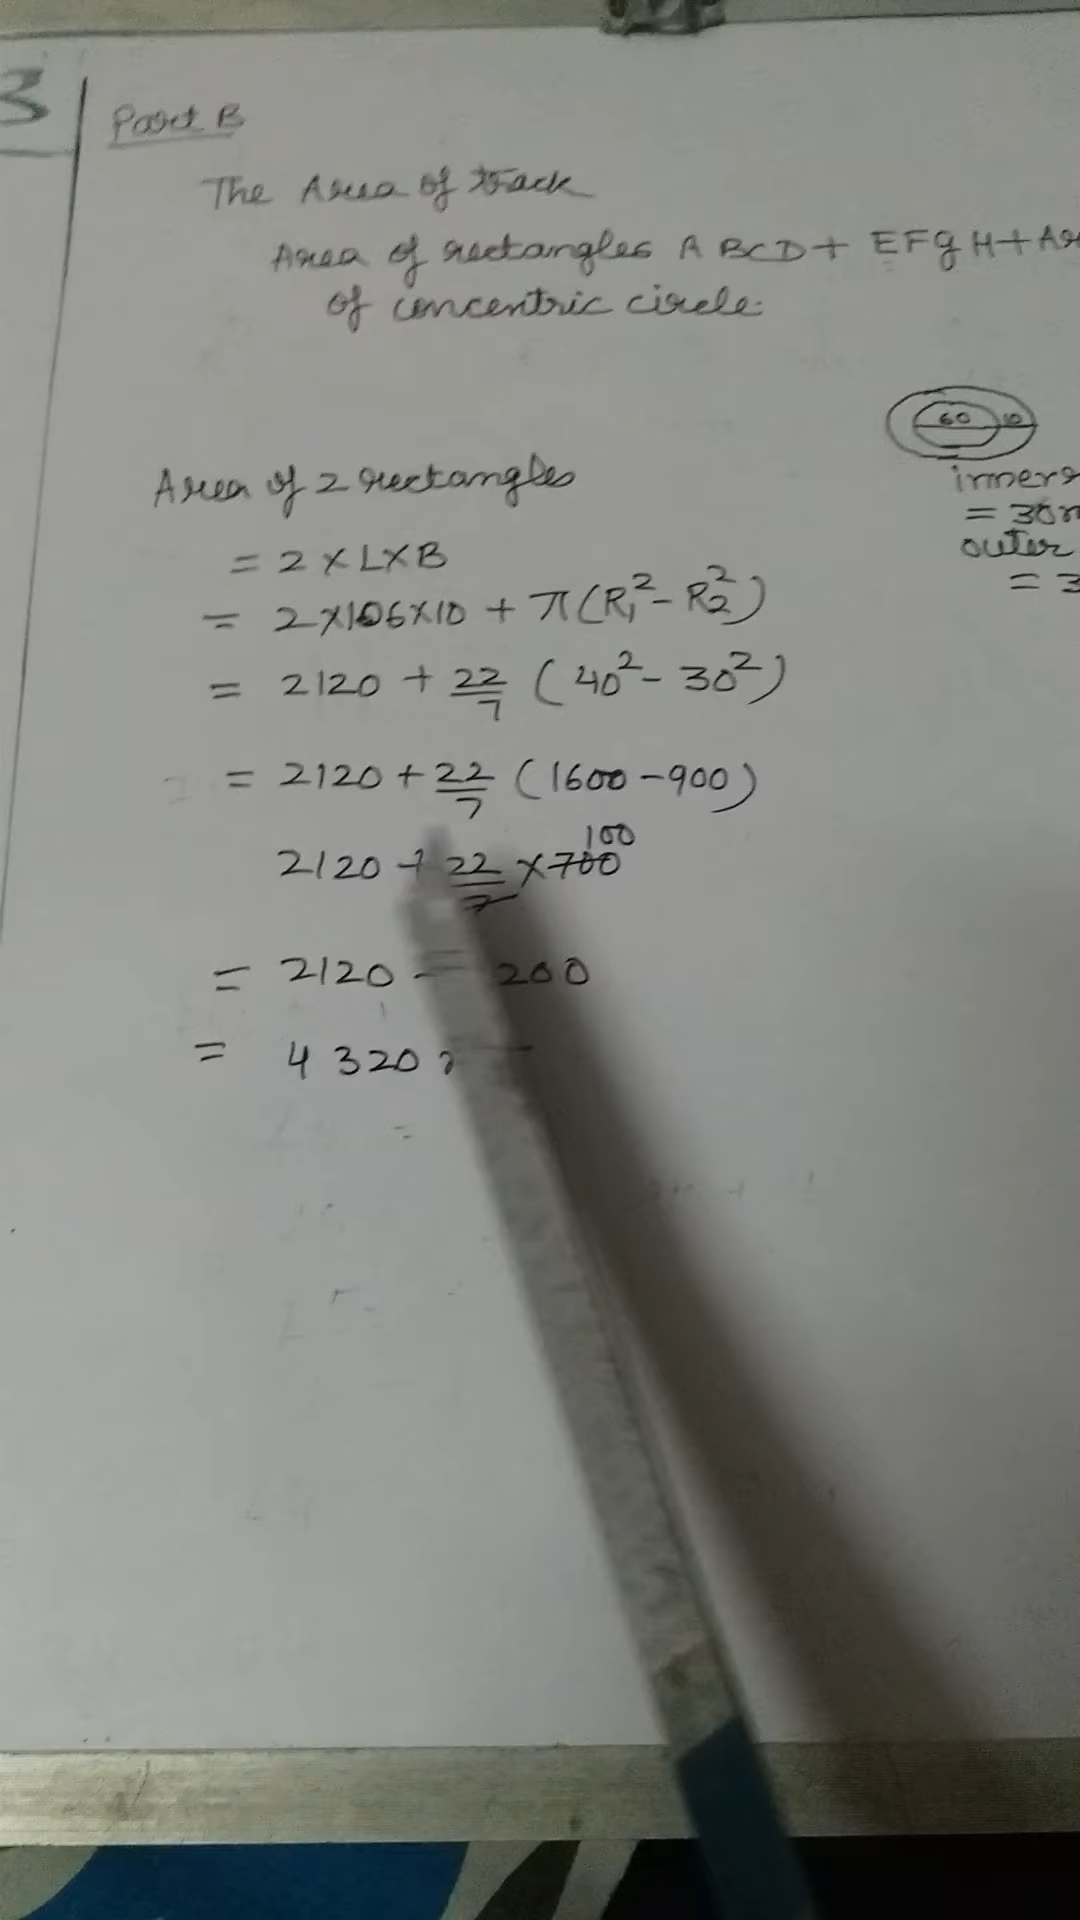 3
Part B
The Area of track
Area of rectangles ABCD + EFGH +
of concentric circle.
60 10
Area of 2 rectangles
inner
= 30
outer
= 3
= 2 × L × B
= 2×106×10 + π(R₁² - R₂²)
= 2120 + 22/7 (40² - 30²)
= 2120 + 22/7 (1600 - 900)
100
2120 + 22/7 × 700
= 2120 200
= 4320